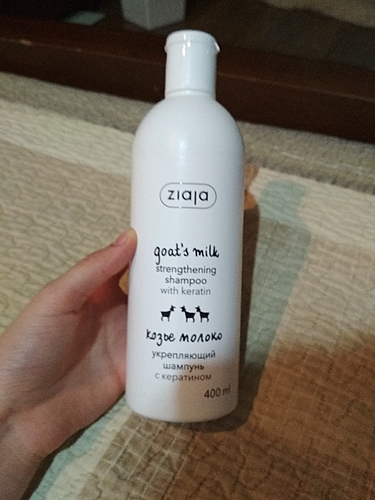 ziaja
goat's milk
strengthening
shampoo
with keratin
козье молоко
укрепляющий
шампунь
с кератином
400 ml